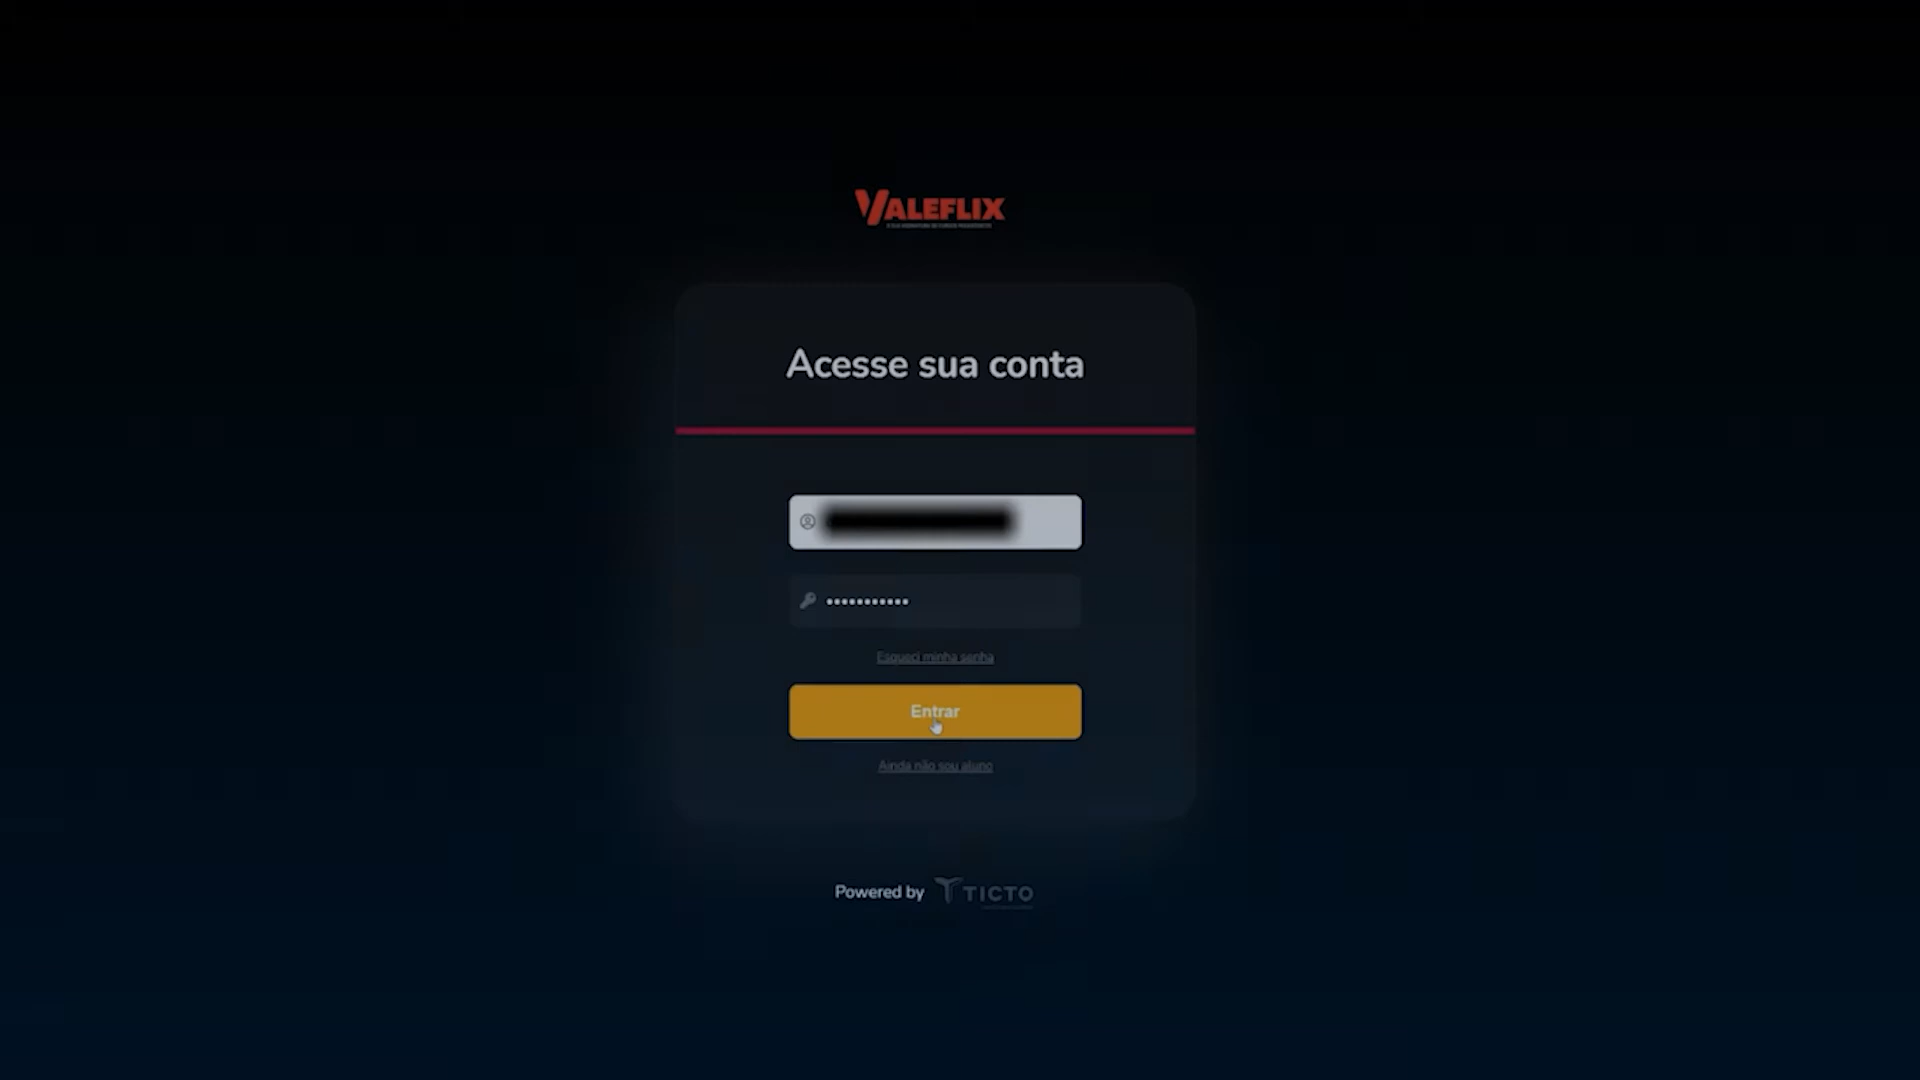 VALEFLIX
Acesse sua conta
•••••••••••
Esqueci minha senha
Entrar
Ainda não sou aluno
Powered by TICTO